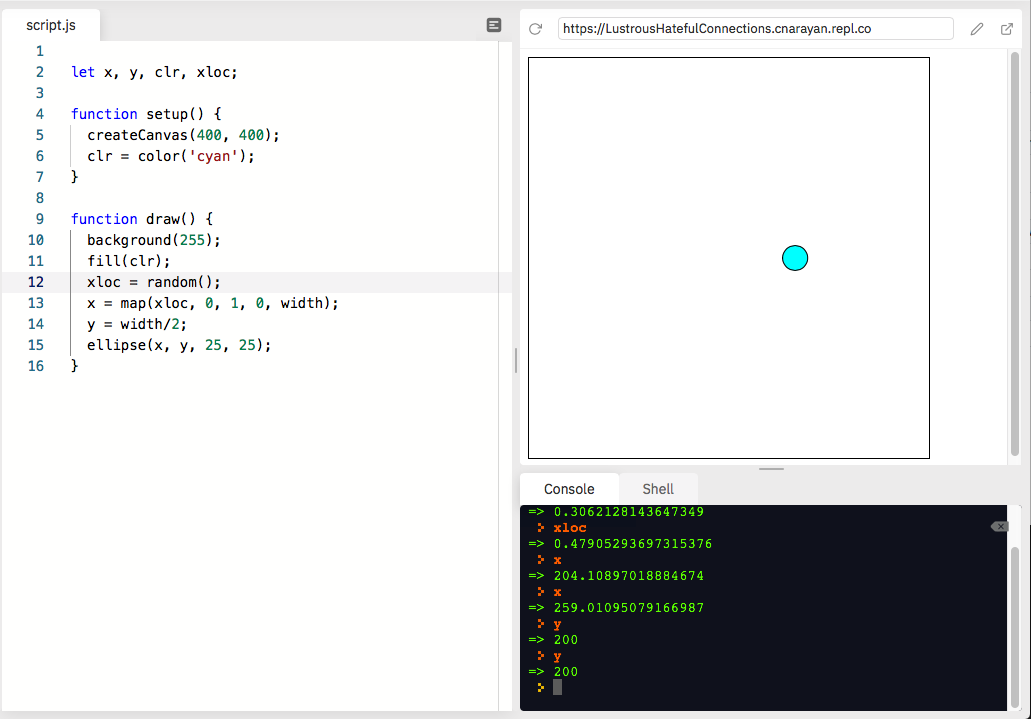 script.js
1
2 let x, y, clr, xloc;
3
4 function setup() {
5 createCanvas(400, 400);
6 clr = color('cyan');
7 }
8
9 function draw() {
10 background(255);
11 fill(clr);
12 xloc = random();
13 x = map(xloc, 0, 1, 0, width);
14 y = width/2;
15 ellipse(x, y, 25, 25);
16 }
https://LustrousHatefulConnections.cnarayan.repl.co
Console Shell
=> 0.3062128143647349
> xloc
=> 0.47905293697315376
> x
=> 204.10897018884674
> x
=> 259.01095079166987
> y
=> 200
> y
=> 200
>